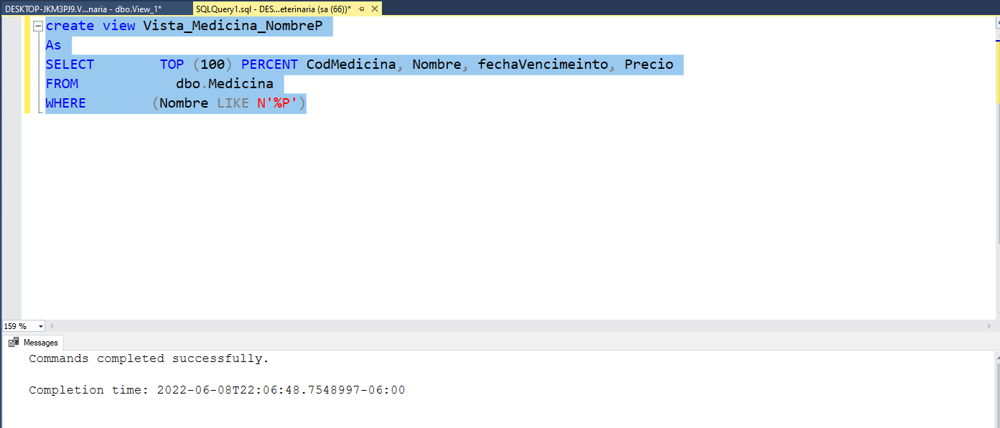 DESKTOP-JKM3PJ9.V...naria - dbo.View_1* SQLQuery1.sql - DES...eterinaria (sa (66))*
create view Vista_Medicina_NombreP
As
SELECT TOP (100) PERCENT CodMedicina, Nombre, fechaVencimeinto, Precio
FROM dbo.Medicina
WHERE (Nombre LIKE N'%P')
159 %
Messages
Commands completed successfully.
Completion time: 2022-06-08T22:06:48.7548997-06:00